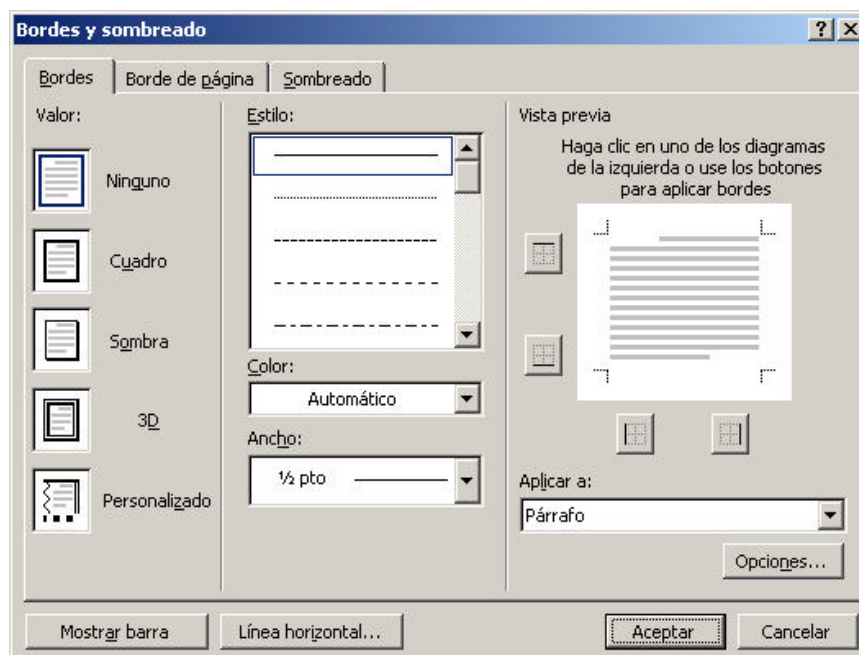 Bordes y sombreado
Bordes
Borde de página
Sombreado
Valor:
Ninguno
Cuadro
Sombra
3D
Personalizado
Estilo:
Color:
Automático
Ancho:
½ pto
Vista previa
Haga clic en uno de los diagramas
de la izquierda o use los botones
para aplicar bordes
Aplicar a:
Párrafo
Opciones...
Mostrar barra
Línea horizontal...
Aceptar
Cancelar